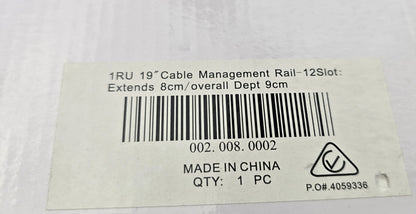 1RU 19″Cable Management Rail-12Slot:
Extends 8cm/overall Dept 9cm
002.008.0002
MADE IN CHINA
QTY: 1 PC
P.O#.4059336